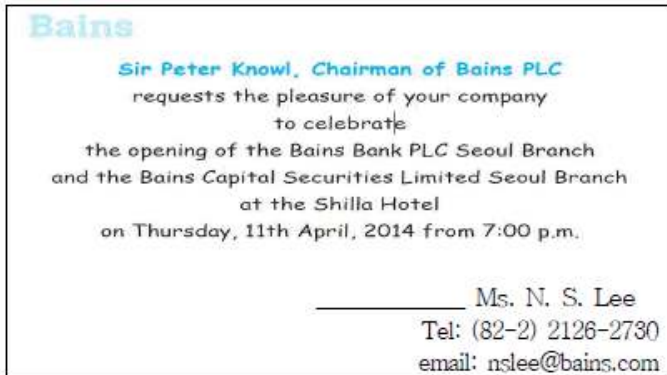 Bains
Sir Peter Knowl, Chairman of Bains PLC
requests the pleasure of your company
to celebrate
the opening of the Bains Bank PLC Seoul Branch
and the Bains Capital Securities Limited Seoul Branch
at the Shilla Hotel
on Thursday, 11th April, 2014 from 7:00 p.m.
__________ Ms. N. S. Lee
Tel: (82-2) 2126-2730
email: nslee@bains.com